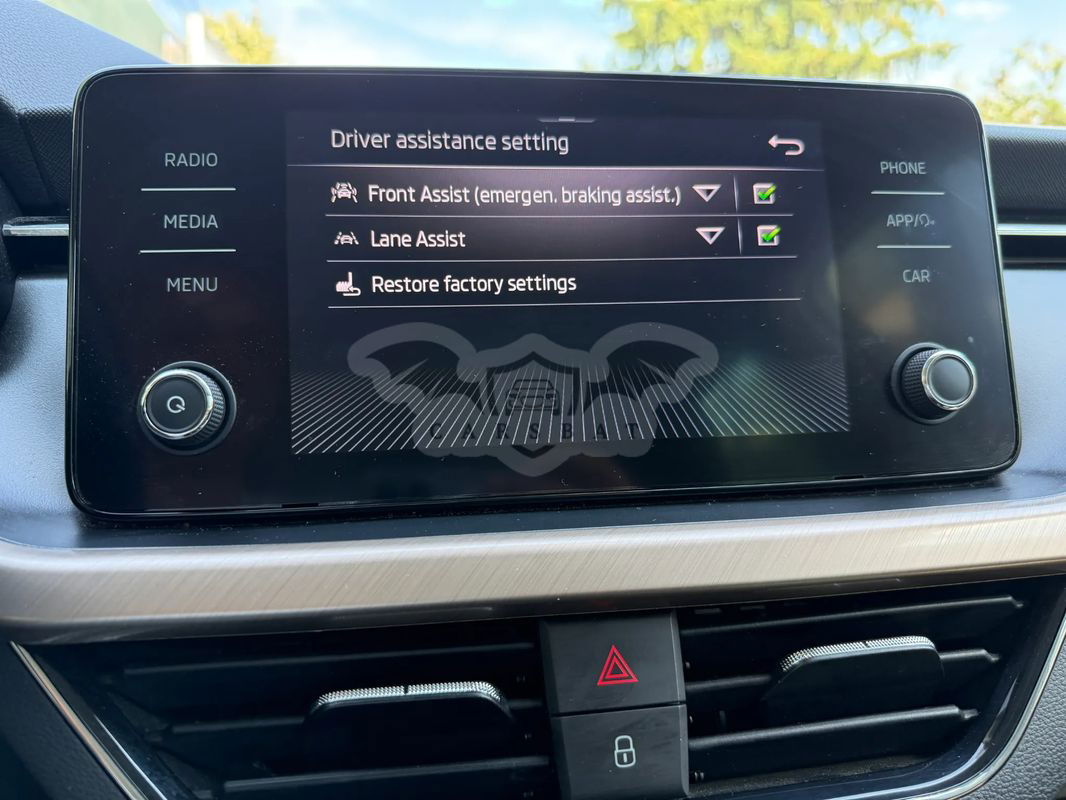 Driver assistance setting
RADIO
PHONE
Front Assist (emergen. braking assist.)
MEDIA
APP/
Lane Assist
CAR
MENU
Restore factory settings
CARSBAT